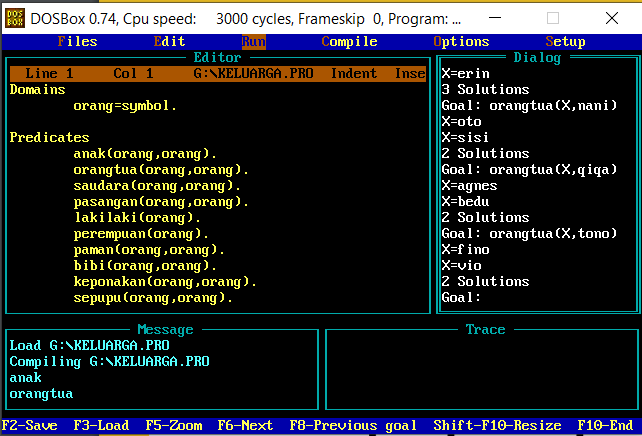 DOS
BOX
DOSBox 0.74, Cpu speed: 3000 cycles, Frameskip 0, Program: ...
Files Edit Run Compile Options Setup
Editor
Line 1 Col 1 G:\KELUARGA.PRO Indent Inse
Domains
orang=symbol.
Predicates
anak(orang,orang).
orangtua(orang,orang).
saudara(orang,orang).
pasangan(orang,orang).
lakilaki(orang).
perempuan(orang).
paman(orang,orang).
bibi(orang,orang).
keponakan(orang,orang).
sepupu(orang,orang).
Dialog
X=erin
3 Solutions
Goal: orangtua(X,nani)
X=oto
X=sisi
2 Solutions
Goal: orangtua(X,qiqa)
X=agnes
X=bedu
2 Solutions
Goal: orangtua(X,tono)
X=fino
X=vio
2 Solutions
Goal:
Message
Load G:\KELUARGA.PRO
Compiling G:\KELUARGA.PRO
anak
orangtua
Trace
F2-Save F3-Load F5-Zoom F6-Next F8-Previous goal Shift-F10-Resize F10-End